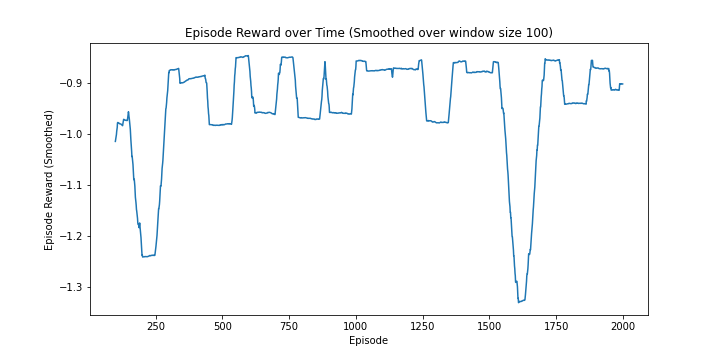 Episode Reward over Time (Smoothed over window size 100)
Episode Reward (Smoothed)
−0.9
−1.0
−1.1
−1.2
−1.3
250 500 750 1000 1250 1500 1750 2000
Episode